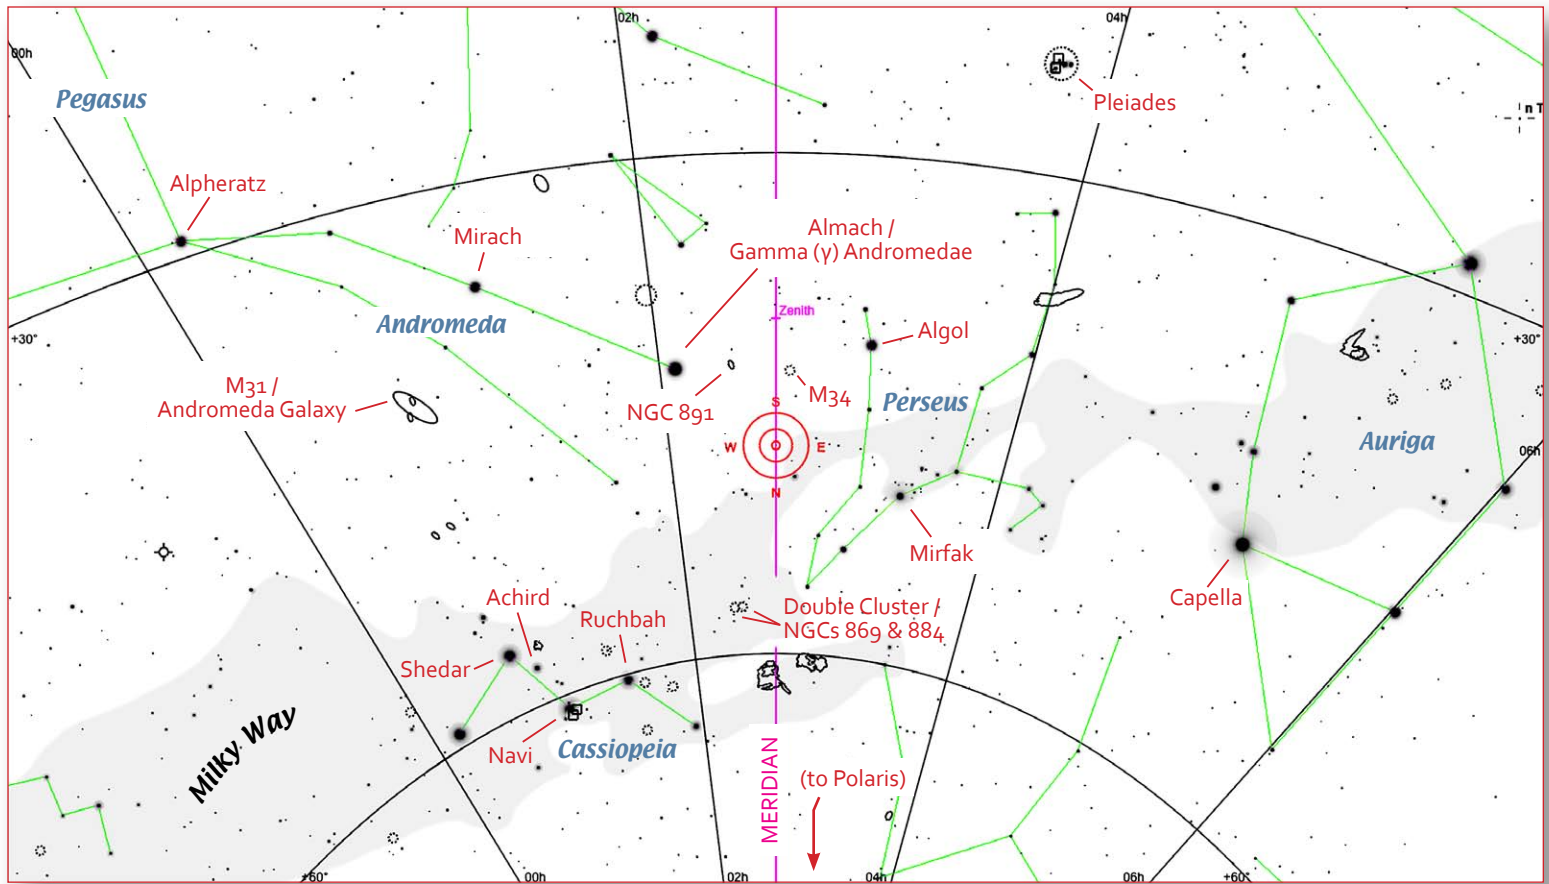 02h
04h
00h
Pegasus
Pleiades
n T
Alpheratz
Mirach
Almach /
Gamma (γ) Andromedae
Zenith
Andromeda
Algol
+30°
+30°
M31 /
Andromeda Galaxy
NGC 891
M34
Perseus
S
W
E
N
Auriga
06h
Mirfak
Achird
Ruchbah
Double Cluster /
NGCs 869 & 884
Capella
Shedar
Navi
Cassiopeia
Milky Way
MERIDIAN
(to Polaris)
+60°
00h
02h
04h
06h
+60°